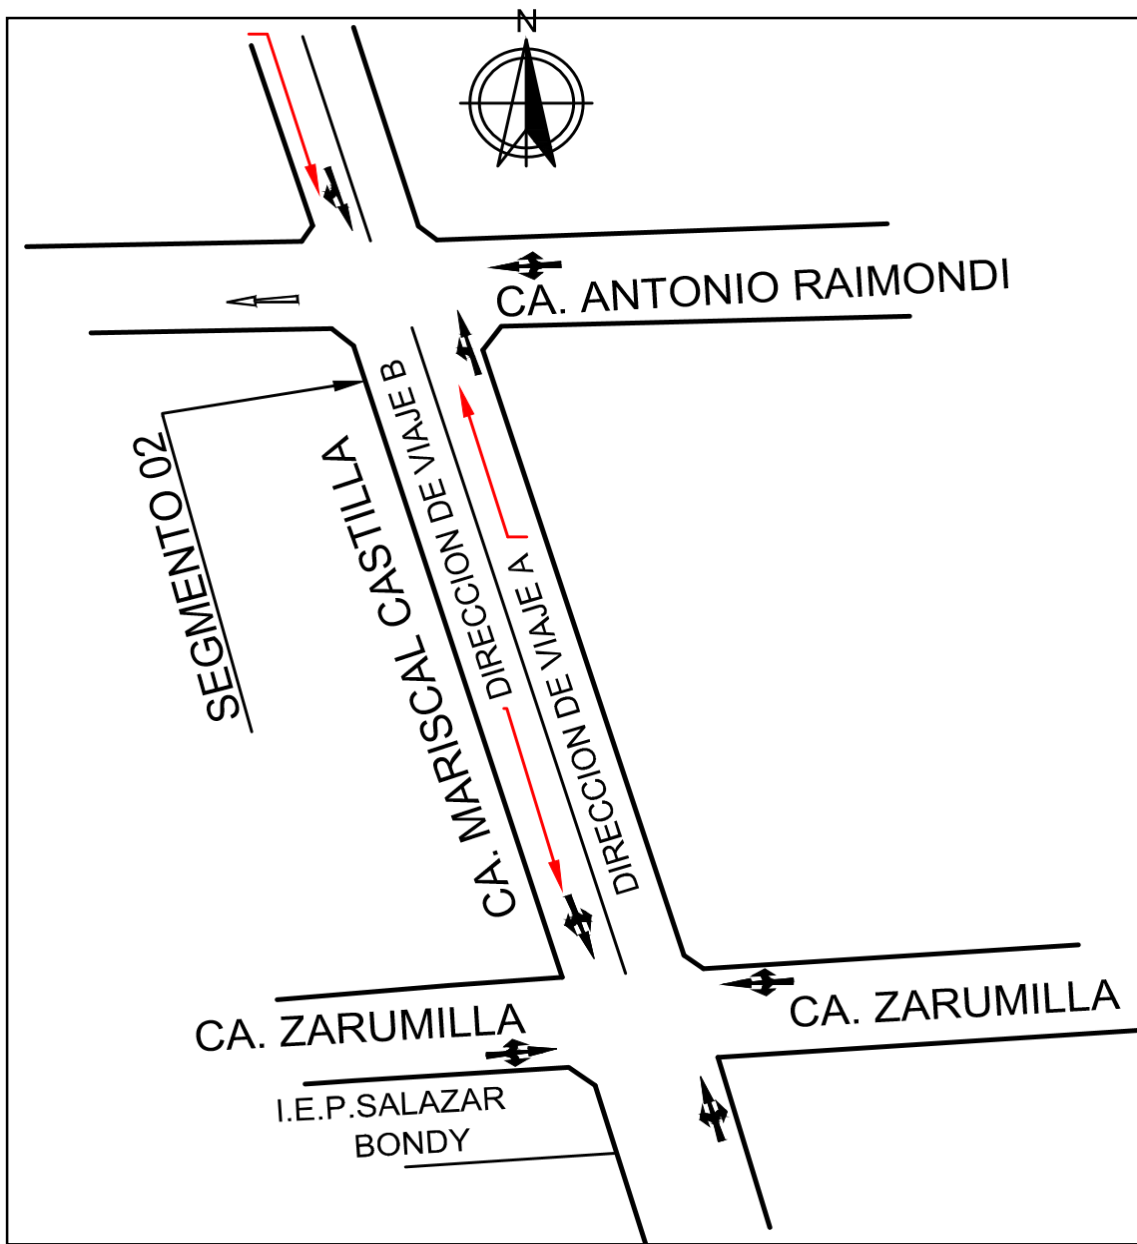 N
CA. ANTONIO RAIMONDI
DIRECCION DE VIAJE B
SEGMENTO 02
CA. MARISCAL CASTILLA
DIRECCION DE VIAJE A
CA. ZARUMILLA
CA. ZARUMILLA
I.E.P.SALAZAR
BONDY